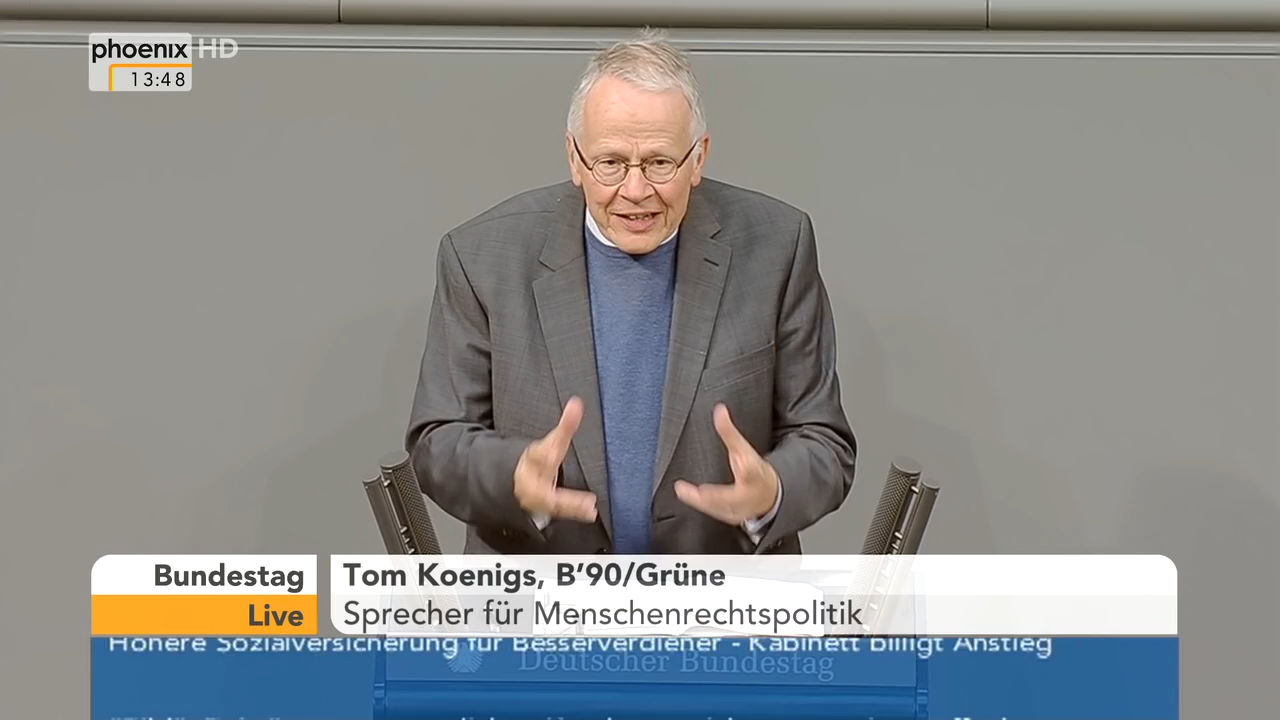 phoenix HD
13:48
Bundestag
Live
Tom Koenigs, B’90/Grüne
Sprecher für Menschenrechtspolitik
Höhere Sozialversicherung für Besserverdiener - Kabinett billigt Anstieg
Deutscher Bundestag